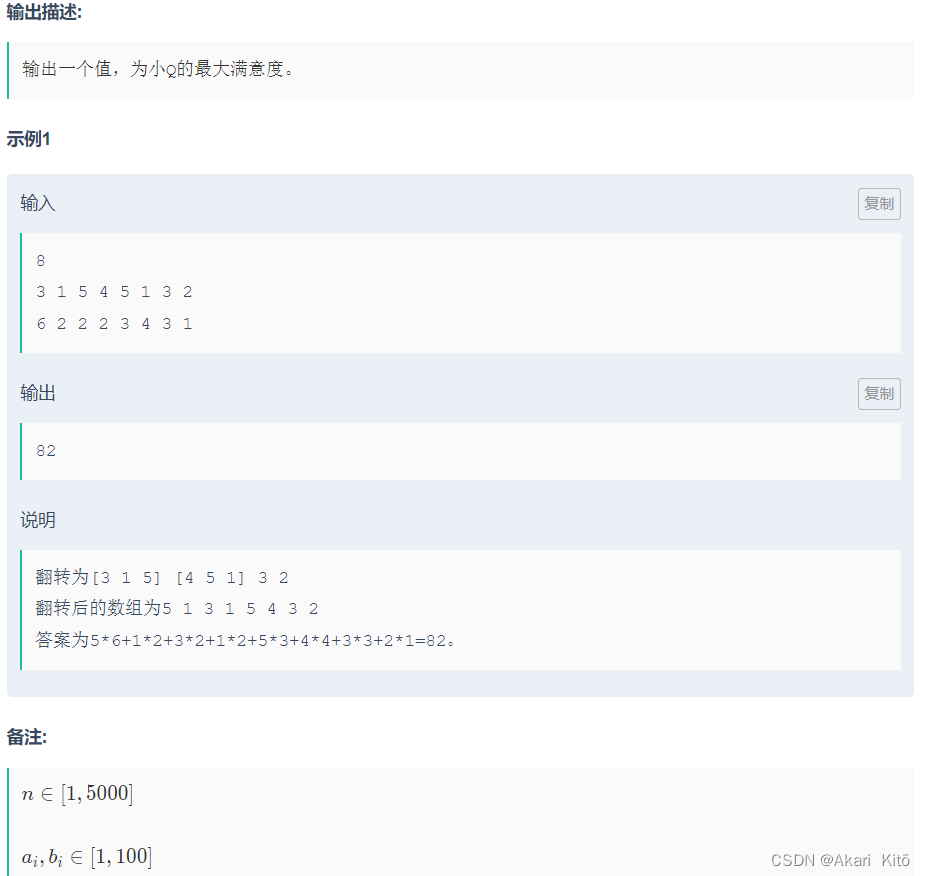 输出描述:
输出一个值，为小Q的最大满意度。
示例1
输入
复制
8
3 1 5 4 5 1 3 2
6 2 2 2 3 4 3 1
输出
复制
82
说明
翻转为[3 1 5] [4 5 1] 3 2
翻转后的数组为5 1 3 1 5 4 3 2
答案为5*6+1*2+3*2+1*2+5*3+4*4+3*3+2*1=82。
备注:
n ∈ [1, 5000]
a_i, b_i ∈ [1, 100]
CSDN @Akari Kitō